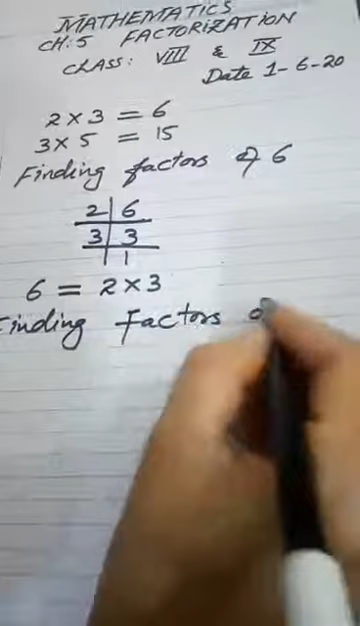 MATHEMATICS
CH:5 FACTORIZATION
CLASS: VIII & IX
Date 1-6-20
2 × 3 = 6
3 × 5 = 15
Finding factors of 6
2 | 6
3 | 3
| 1
6 = 2 × 3
Finding Factors o